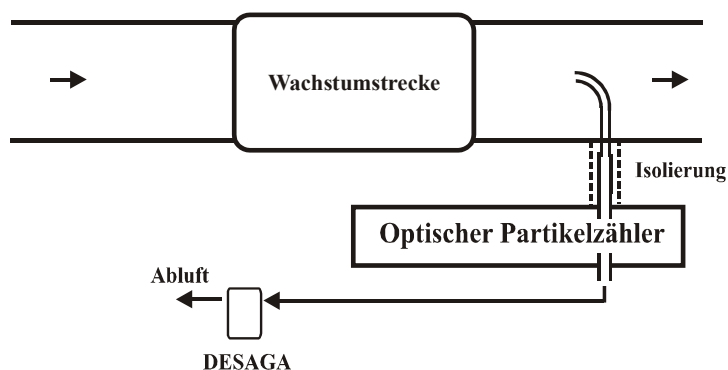 Wachstumstrecke
Isolierung
Optischer Partikelzähler
Abluft
DESAGA